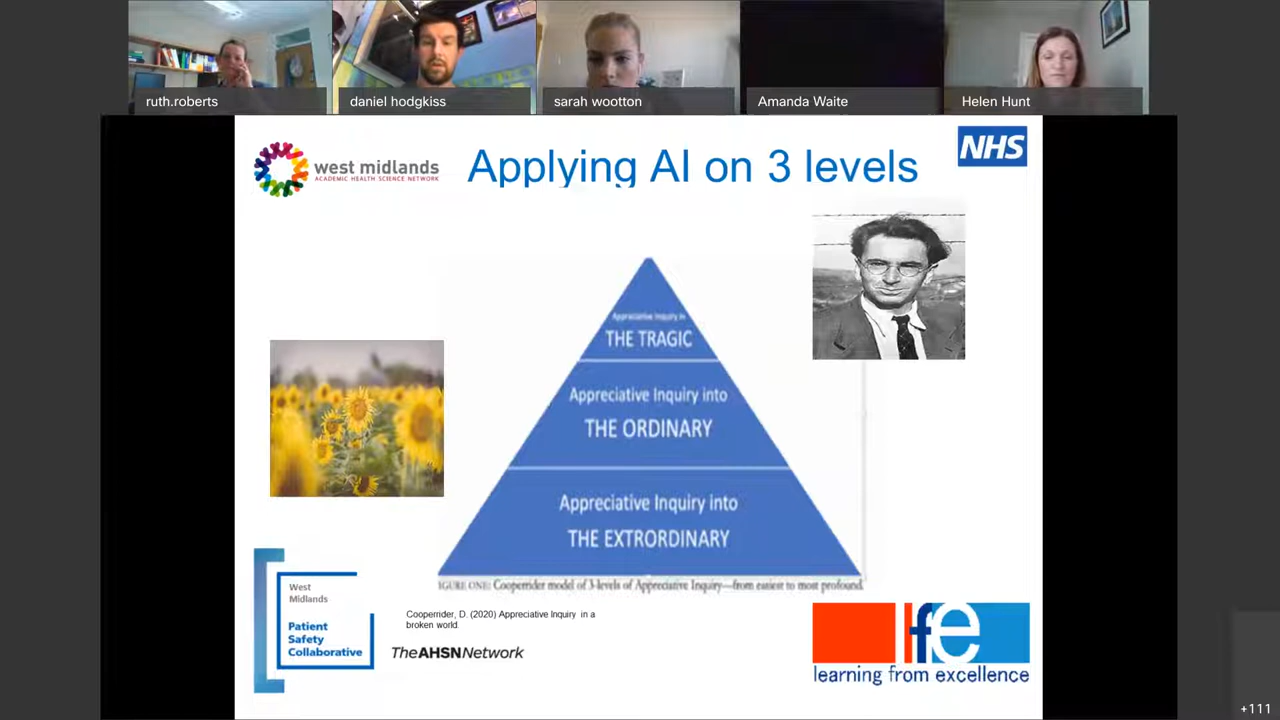 ruth.roberts
daniel hodgkiss
sarah wootton
Amanda Waite
Helen Hunt
west midlands
ACADEMIC HEALTH SCIENCE NETWORK
Applying AI on 3 levels
NHS
Appreciative Inquiry in
THE TRAGIC
Appreciative Inquiry into
THE ORDINARY
Appreciative Inquiry into
THE EXTRORDINARY
IGURE ONE: Cooperrider model of 3-levels of Appreciative Inquiry—from easiest to most profound.
West
Midlands
Patient
Safety
Collaborative
Cooperrider, D. (2020) Appreciative Inquiry in a
broken world.
TheAHSNNetwork
lfe
learning from excellence
+111